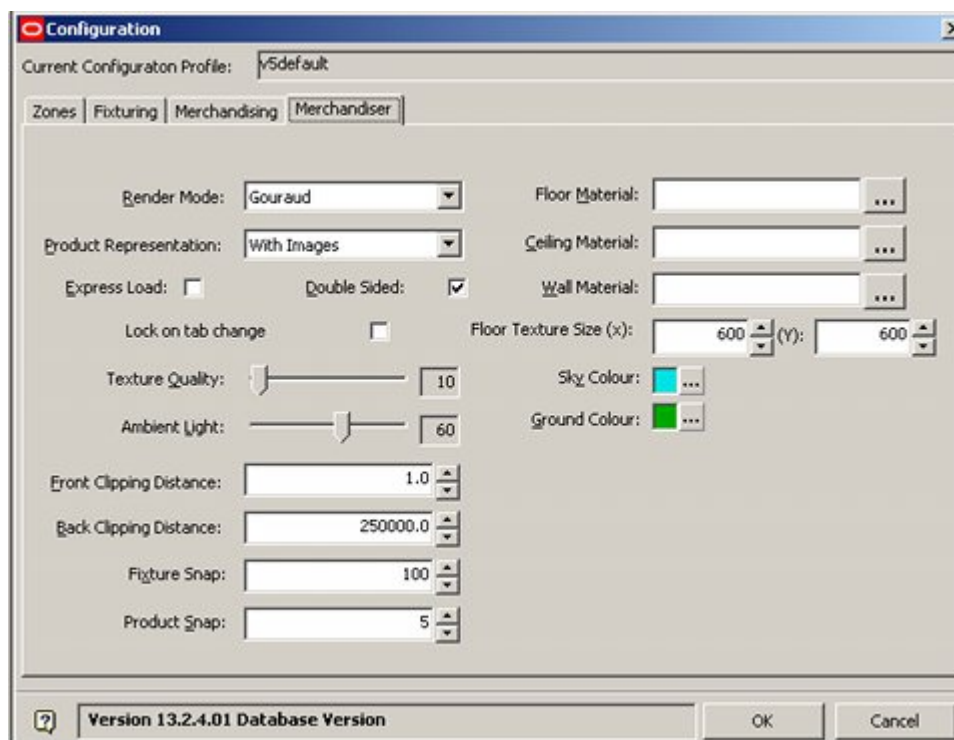 Configuration
Current Configuraton Profile: v5default
Zones Fixturing Merchandising Merchandiser
Render Mode: Gouraud Floor Material: ...
Product Representation: With Images Ceiling Material: ...
Express Load: Double Sided: Wall Material: ...
Lock on tab change Floor Texture Size (x): 600 (Y): 600
Texture Quality: 10 Sky Colour: ...
Ambient Light: 60 Ground Colour: ...
Front Clipping Distance: 1.0
Back Clipping Distance: 250000.0
Fixture Snap: 100
Product Snap: 5
? Version 13.2.4.01 Database Version OK Cancel